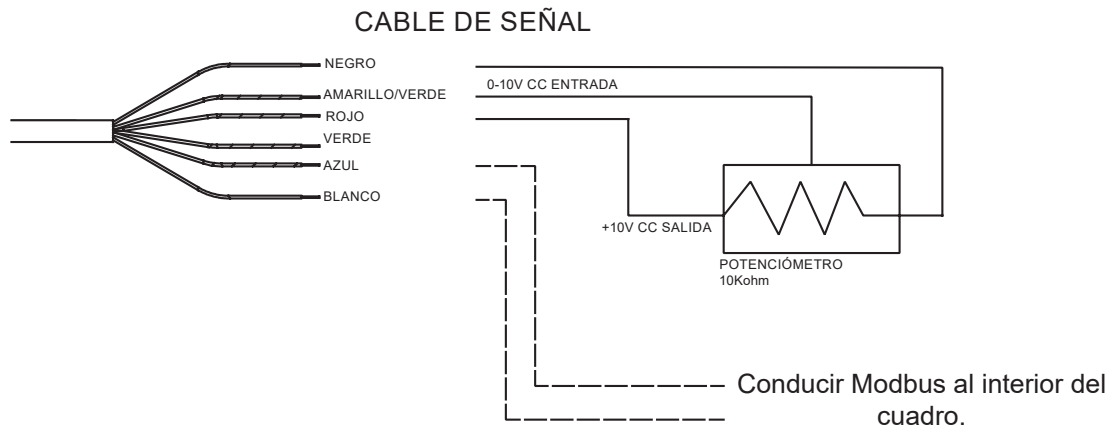 CABLE DE SEÑAL
NEGRO
0-10V CC ENTRADA
AMARILLO/VERDE
ROJO
VERDE
AZUL
BLANCO
+10V CC SALIDA
POTENCIÓMETRO
10Kohm
Conducir Modbus al interior del
cuadro.